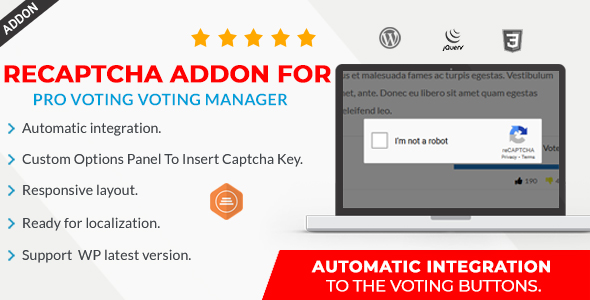 ADDON
RECAPTCHA ADDON FOR
PRO VOTING VOTING MANAGER
Automatic integration.
Custom Options Panel To Insert Captcha Key.
Responsive layout.
Ready for localization.
Support WP latest version.
jQuery
3
us et malesuada fames ac turpis egestas. Vestibulum
met, ante. Donec eu libero sit amet quam egestas
eleifend leo.
I'm not a robot
reCAPTCHA
Privacy - Terms
Vote
190
AUTOMATIC INTEGRATION
TO THE VOTING BUTTONS.